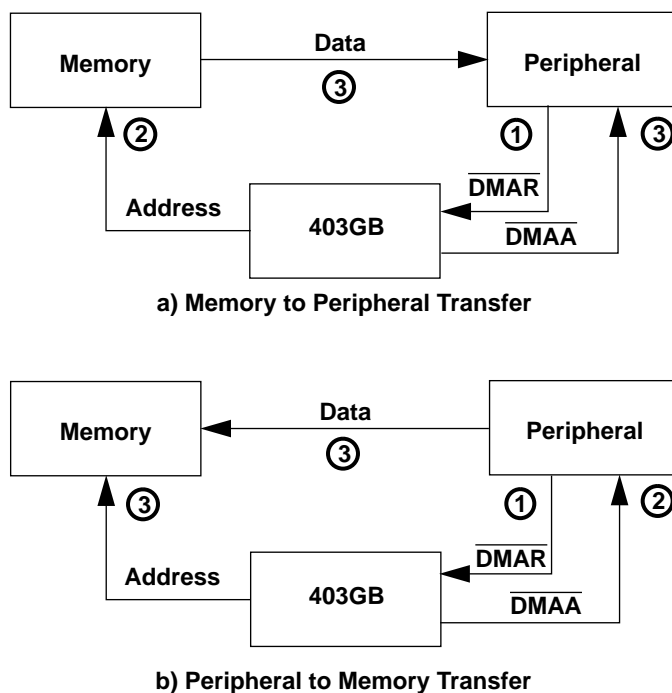 Data
Memory
Peripheral
3
2
1
3
DMAR
Address
403GB
DMAA
a) Memory to Peripheral Transfer
Data
Memory
Peripheral
3
3
1
2
DMAR
Address
403GB
DMAA
b) Peripheral to Memory Transfer